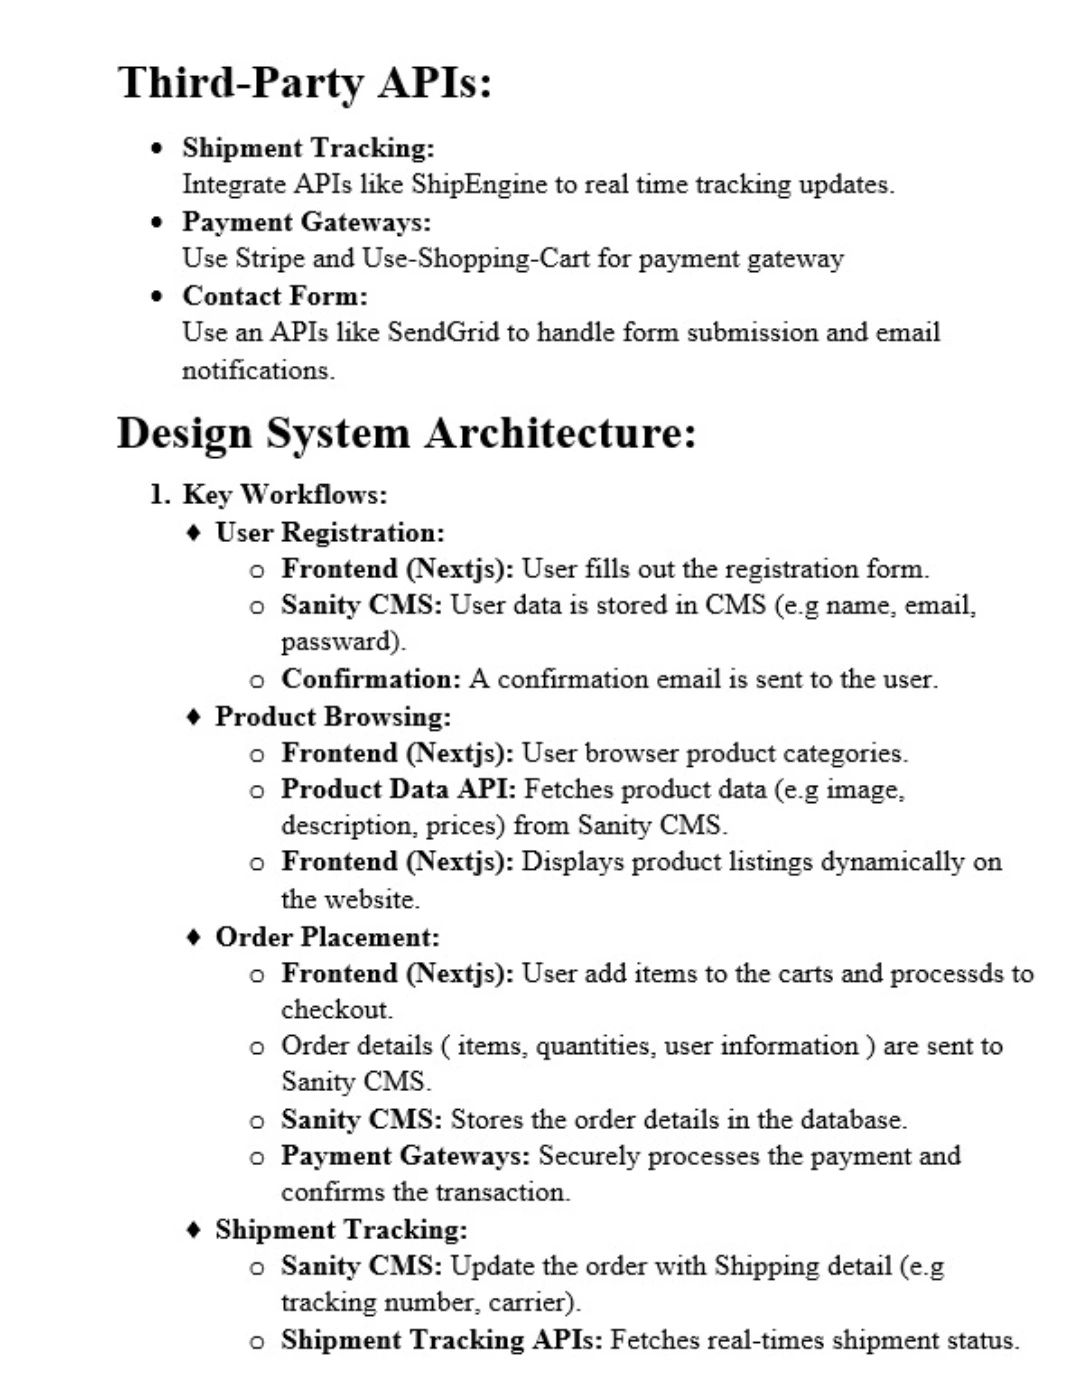 Third-Party APIs:
• Shipment Tracking:
Integrate APIs like ShipEngine to real time tracking updates.
• Payment Gateways:
Use Stripe and Use-Shopping-Cart for payment gateway
• Contact Form:
Use an APIs like SendGrid to handle form submission and email
notifications.
Design System Architecture:
1. Key Workflows:
♦ User Registration:
o Frontend (Nextjs): User fills out the registration form.
o Sanity CMS: User data is stored in CMS (e.g name, email,
passward).
o Confirmation: A confirmation email is sent to the user.
♦ Product Browsing:
o Frontend (Nextjs): User browser product categories.
o Product Data API: Fetches product data (e.g image,
description, prices) from Sanity CMS.
o Frontend (Nextjs): Displays product listings dynamically on
the website.
♦ Order Placement:
o Frontend (Nextjs): User add items to the carts and processds to
checkout.
o Order details ( items, quantities, user information ) are sent to
Sanity CMS.
o Sanity CMS: Stores the order details in the database.
o Payment Gateways: Securely processes the payment and
confirms the transaction.
♦ Shipment Tracking:
o Sanity CMS: Update the order with Shipping detail (e.g
tracking number, carrier).
o Shipment Tracking APIs: Fetches real-times shipment status.